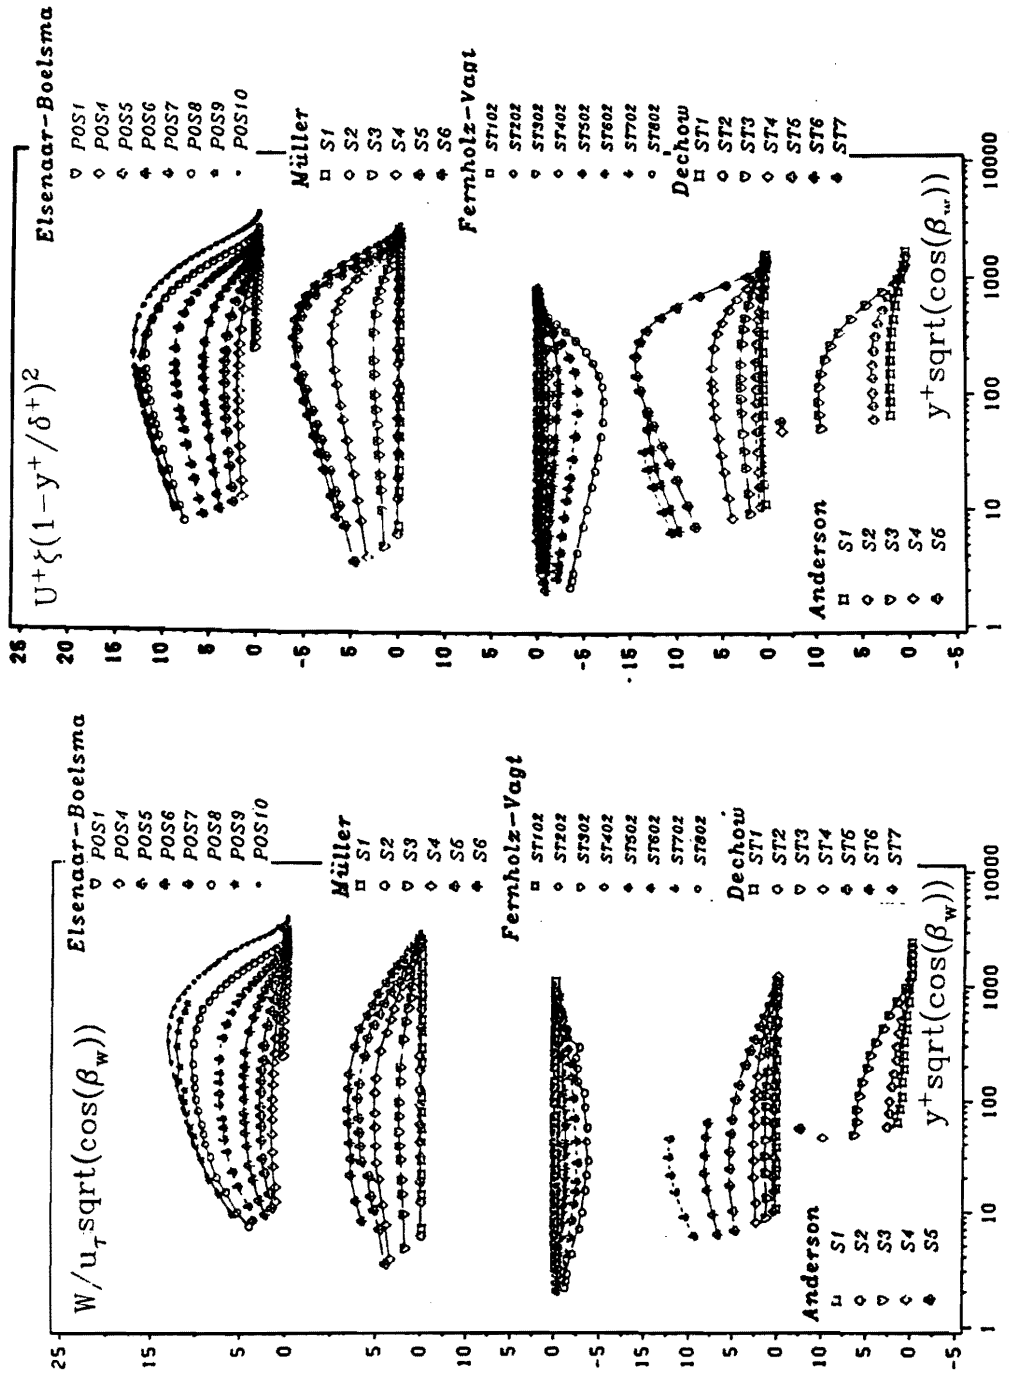 U⁺ζ(1−y⁺/δ⁺)²
Elsenaar-Boelsma
POS1
POS4
POS5
POS6
POS7
POS8
POS9
POS10
Müller
S1
S2
S3
S4
S5
S6
Fernholz-Vagt
ST102
ST202
ST302
ST402
ST502
ST602
ST702
ST802
Dechow
ST1
ST2
ST3
ST4
ST5
ST6
ST7
Anderson
S1
S2
S3
S4
S5
25
20
15
10
5
0
5
0
10
5
0
-5
-15
10
5
0
10
5
0
-5
1
10
100
1000
10000
y⁺sqrt(cos(β_w))
W/u_τ sqrt(cos(β_w))
Elsenaar-Boelsma
POS1
POS4
POS5
POS6
POS7
POS8
POS9
POS10
Müller
S1
S2
S3
S4
S5
S6
Fernholz-Vagt
ST102
ST202
ST302
ST402
ST502
ST602
ST702
ST802
Dechow
ST1
ST2
ST3
ST4
ST5
ST6
ST7
Anderson
S1
S2
S3
S4
S5
25
15
10
5
0
5
0
10
5
0
-5
-15
10
5
0
10
5
0
-5
1
10
100
1000
10000
y⁺sqrt(cos(β_w))